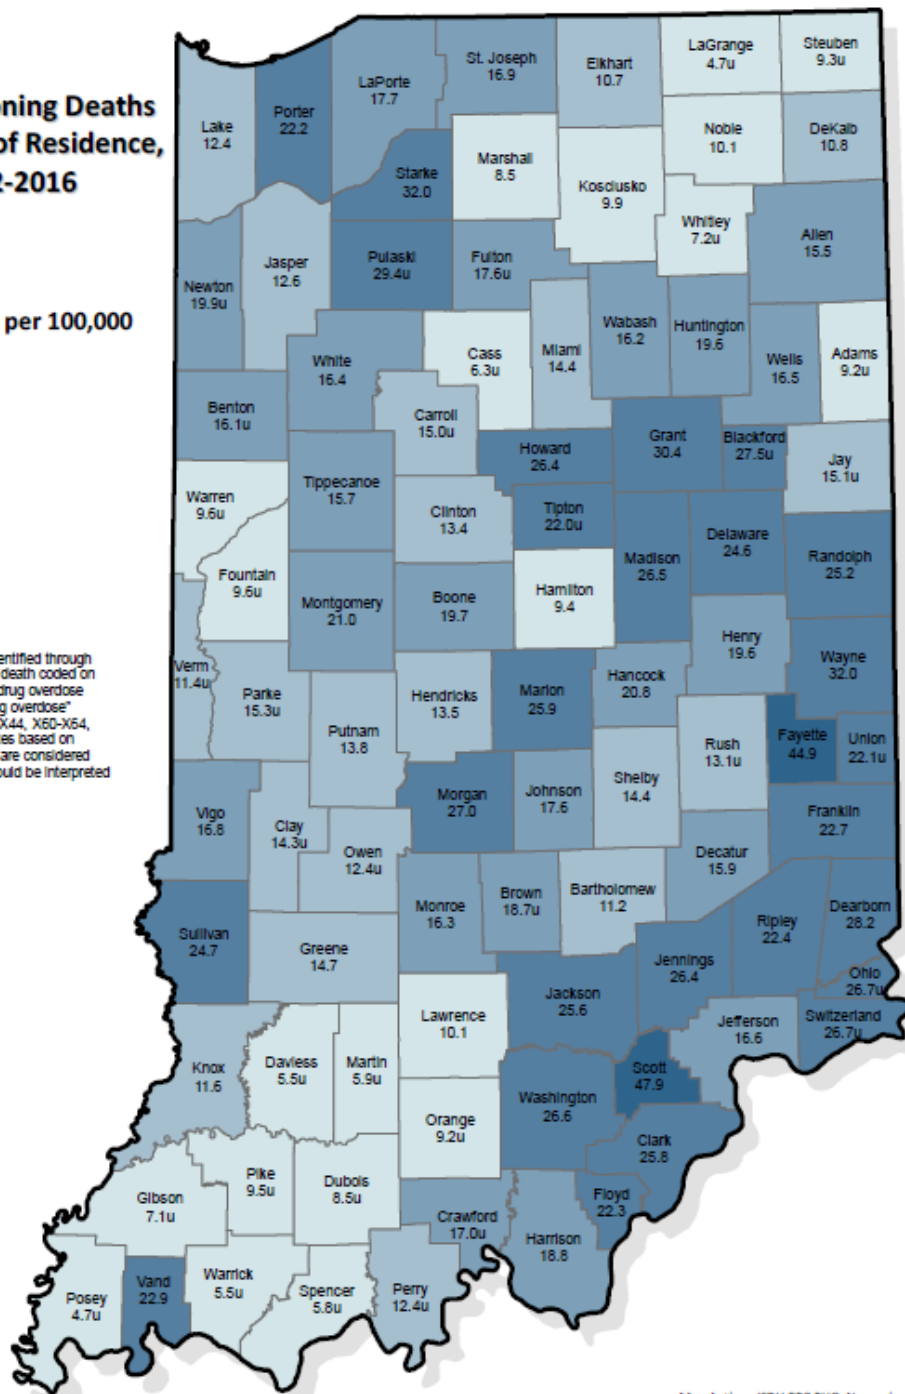 oning Deaths
of Residence,
2-2016
per 100,000
entified through
death coded on
drug overdose
g overdose"
X44, X60-X64,
es based on
are considered
ould be interpreted
Lake
12.4
Porter
22.2
LaPorte
17.7
St. Joseph
16.9
Elkhart
10.7
LaGrange
4.7u
Steuben
9.3u
Noble
10.1
DeKalb
10.8
Starke
32.0
Marshall
8.5
Kosciusko
9.9
Whitley
7.2u
Allen
15.5
Newton
19.9u
Jasper
12.6
Pulaski
29.4u
Fulton
17.6u
White
16.4
Cass
6.3u
Miami
14.4
Wabash
16.2
Huntington
19.6
Wells
16.5
Adams
9.2u
Benton
16.1u
Carroll
15.0u
Howard
26.4
Grant
30.4
Blackford
27.5u
Jay
15.1u
Warren
9.6u
Tippecanoe
15.7
Clinton
13.4
Tipton
22.0u
Madison
26.5
Delaware
24.6
Randolph
25.2
Fountain
9.6u
Montgomery
21.0
Boone
19.7
Hamilton
9.4
Henry
19.6
Wayne
32.0
Verm
11.4u
Parke
15.3u
Putnam
13.8
Hendricks
13.5
Marion
25.9
Hancock
20.8
Rush
13.1u
Fayette
44.9
Union
22.1u
Vigo
16.8
Clay
14.3u
Owen
12.4u
Morgan
27.0
Johnson
17.6
Shelby
14.4
Decatur
15.9
Franklin
22.7
Sullivan
24.7
Greene
14.7
Monroe
16.3
Brown
18.7u
Bartholomew
11.2
Jennings
26.4
Ripley
22.4
Dearborn
28.2
Ohio
26.7u
Switzerland
26.7u
Jefferson
16.6
Jackson
25.6
Lawrence
10.1
Knox
11.6
Daviess
5.5u
Martin
5.9u
Orange
9.2u
Washington
26.6
Scott
47.9
Clark
25.8
Floyd
22.3
Harrison
18.8
Crawford
17.0u
Gibson
7.1u
Pike
9.5u
Dubois
8.5u
Posey
4.7u
Vand
22.9
Warrick
5.5u
Spencer
5.8u
Perry
12.4u